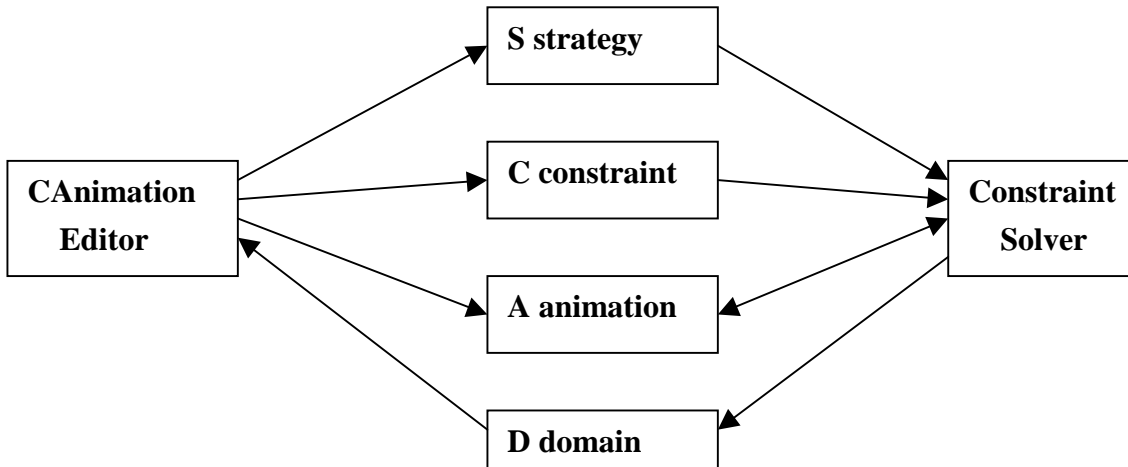 S strategy
CAnimation
Editor
C constraint
Constraint
Solver
A animation
D domain